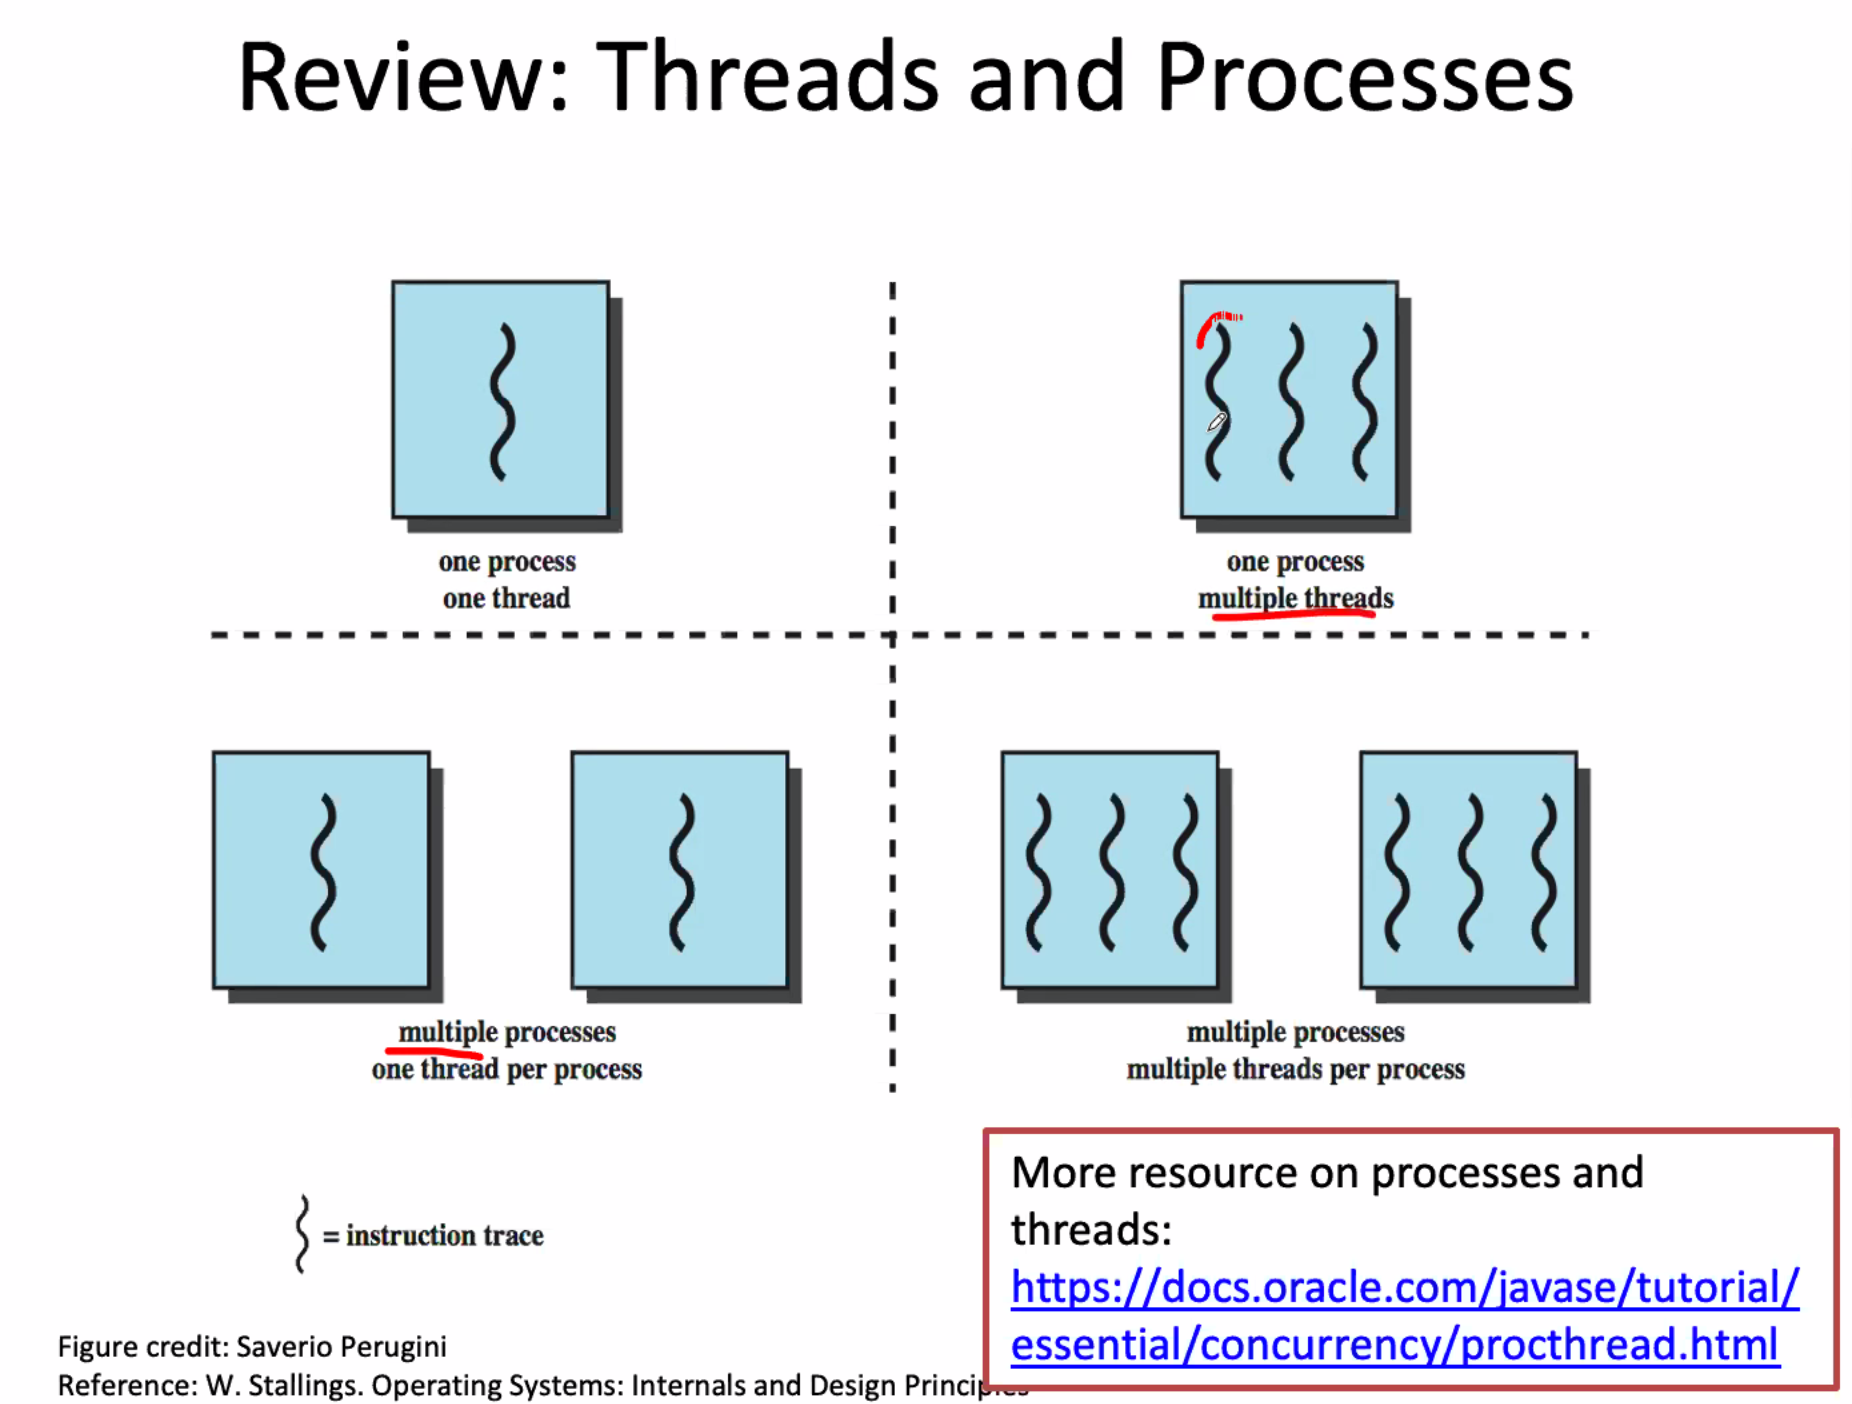 Review: Threads and Processes
one process
one thread
one process
multiple threads
multiple processes
one thread per process
multiple processes
multiple threads per process
= instruction trace
More resource on processes and
threads:
https://docs.oracle.com/javase/tutorial/
essential/concurrency/procthread.html
Figure credit: Saverio Perugini
Reference: W. Stallings. Operating Systems: Internals and Design Principles